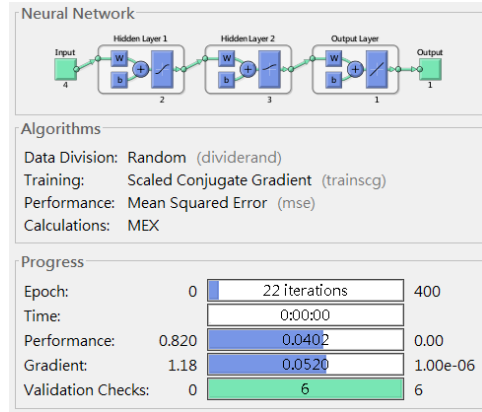 Neural Network
Hidden Layer 1 Hidden Layer 2 Output Layer
Input Output
W W W
+ + +
b b b
4 2 3 1 1
Algorithms
Data Division: Random (dividerand)
Training: Scaled Conjugate Gradient (trainscg)
Performance: Mean Squared Error (mse)
Calculations: MEX
Progress
Epoch: 0 22 iterations 400
Time: 0:00:00
Performance: 0.820 0.0402 0.00
Gradient: 1.18 0.0520 1.00e-06
Validation Checks: 0 6 6